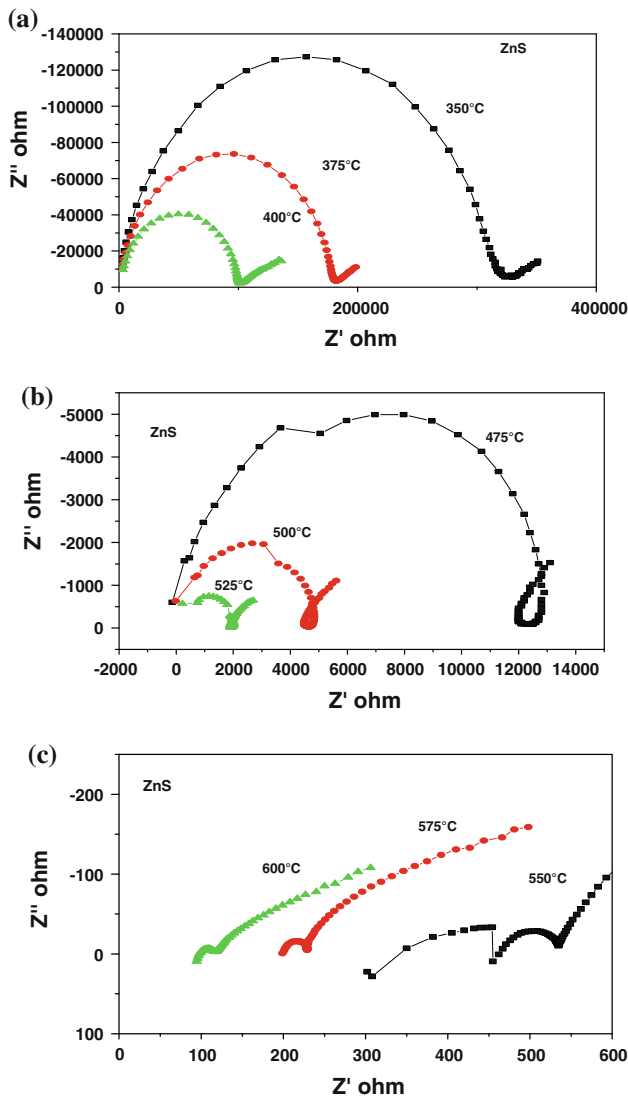 (a)
-140000
-120000
-100000
-80000
-60000
-40000
-20000
0
Z'' ohm
ZnS
350°C
375°C
400°C
0
200000
400000
Z' ohm
(b)
-5000
-4000
-3000
-2000
-1000
0
Z'' ohm
ZnS
475°C
500°C
525°C
-2000
0
2000
4000
6000
8000
10000
12000
14000
Z' ohm
(c)
-200
-100
0
100
Z'' ohm
ZnS
575°C
600°C
550°C
0
100
200
300
400
500
600
Z' ohm